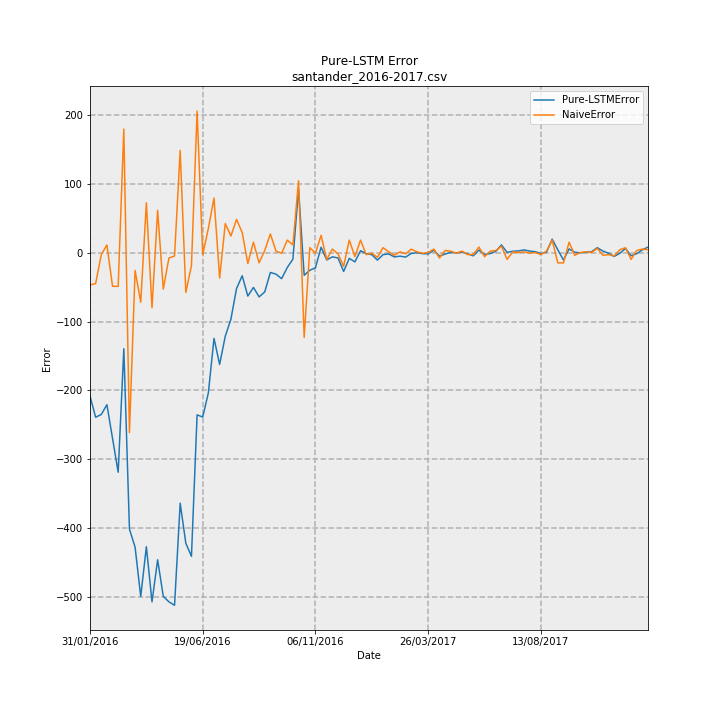 Pure-LSTM Error
santander_2016-2017.csv
Pure-LSTMError
NaiveError
200
100
0
−100
−200
−300
−400
−500
Error
31/01/2016
19/06/2016
06/11/2016
26/03/2017
13/08/2017
Date